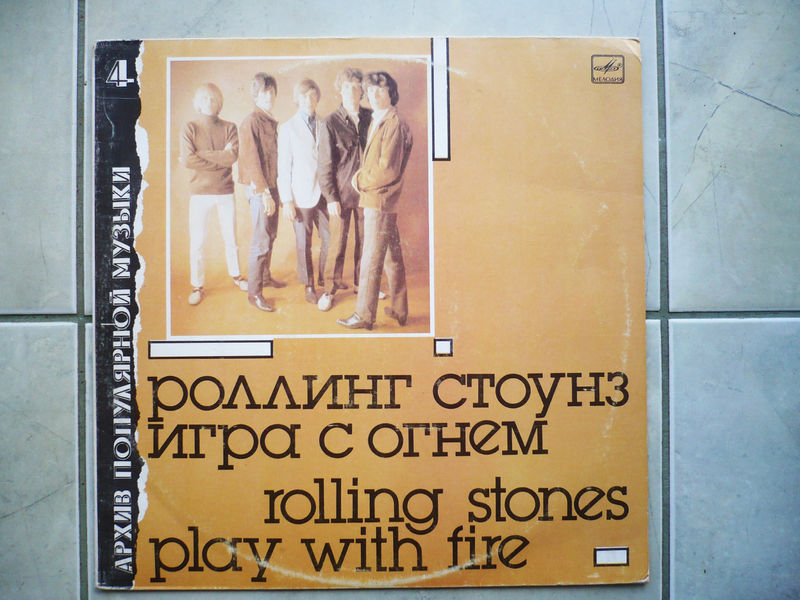 4
АРХИВ ПОПУЛЯРНОЙ МУЗЫКИ
МЕЛОДИЯ
роллинг стоунз
игра с огнем
rolling stones
play with fire